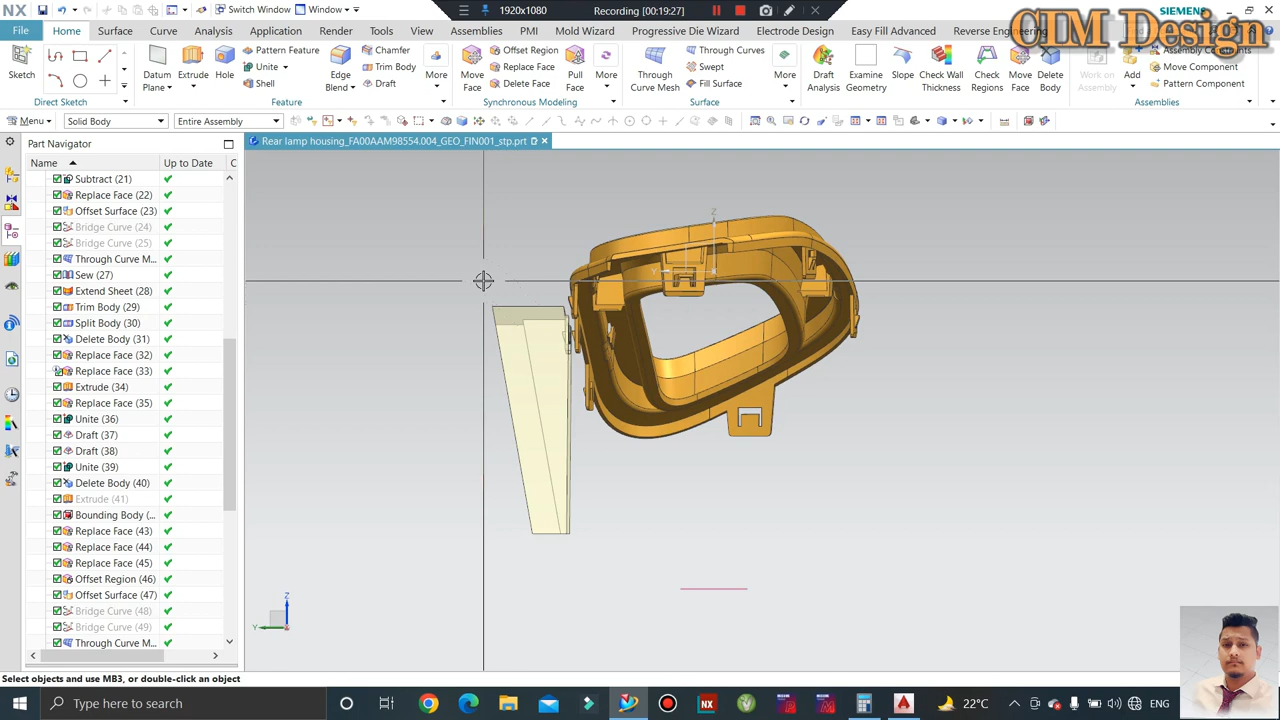 NX
Switch Window
Window
1920x1080
Recording [00:19:27]
SIEMENS
CIM Design
File
Home
Surface
Curve
Analysis
Render
Tools
View
Assemblies
PMI
Mold Wizard
Progressive Die Wizard
Electrode Design
Easy Fill Advanced
Reverse Engineering
Sketch
Direct Sketch
Datum Plane
Extrude
Hole
Pattern Feature
Unite
Shell
Edge Blend
Chamfer
Trim Body
Draft
More
Feature
Move Face
Offset Region
Replace Face
Delete Face
Pull Face
More
Synchronous Modeling
Through Curve Mesh
Through Curves
Swept
Fill Surface
More
Surface
Draft Analysis
Examine Geometry
Slope
Check Wall Thickness
Check Regions
Move Face
Delete Body
Work on Assembly
Add
Assembly Constraints
Move Component
Pattern Component
Assemblies
Menu
Solid Body
Entire Assembly
Part Navigator
Rear lamp housing_FA00AAM98554.004_GEO_FIN001_stp.prt
Name
Up to Date
C
Subtract (21)
Replace Face (22)
Offset Surface (23)
Bridge Curve (24)
Bridge Curve (25)
Through Curve M...
Sew (27)
Extend Sheet (28)
Trim Body (29)
Split Body (30)
Delete Body (31)
Replace Face (32)
Replace Face (33)
Extrude (34)
Replace Face (35)
Unite (36)
Draft (37)
Draft (38)
Unite (39)
Delete Body (40)
Extrude (41)
Bounding Body (...
Replace Face (43)
Replace Face (44)
Replace Face (45)
Offset Region (46)
Offset Surface (47)
Bridge Curve (48)
Bridge Curve (49)
Through Curve M...
Z
Y
X
Z
Y
Select objects and use MB3, or double-click an object
Type here to search
NX
22°C
ENG